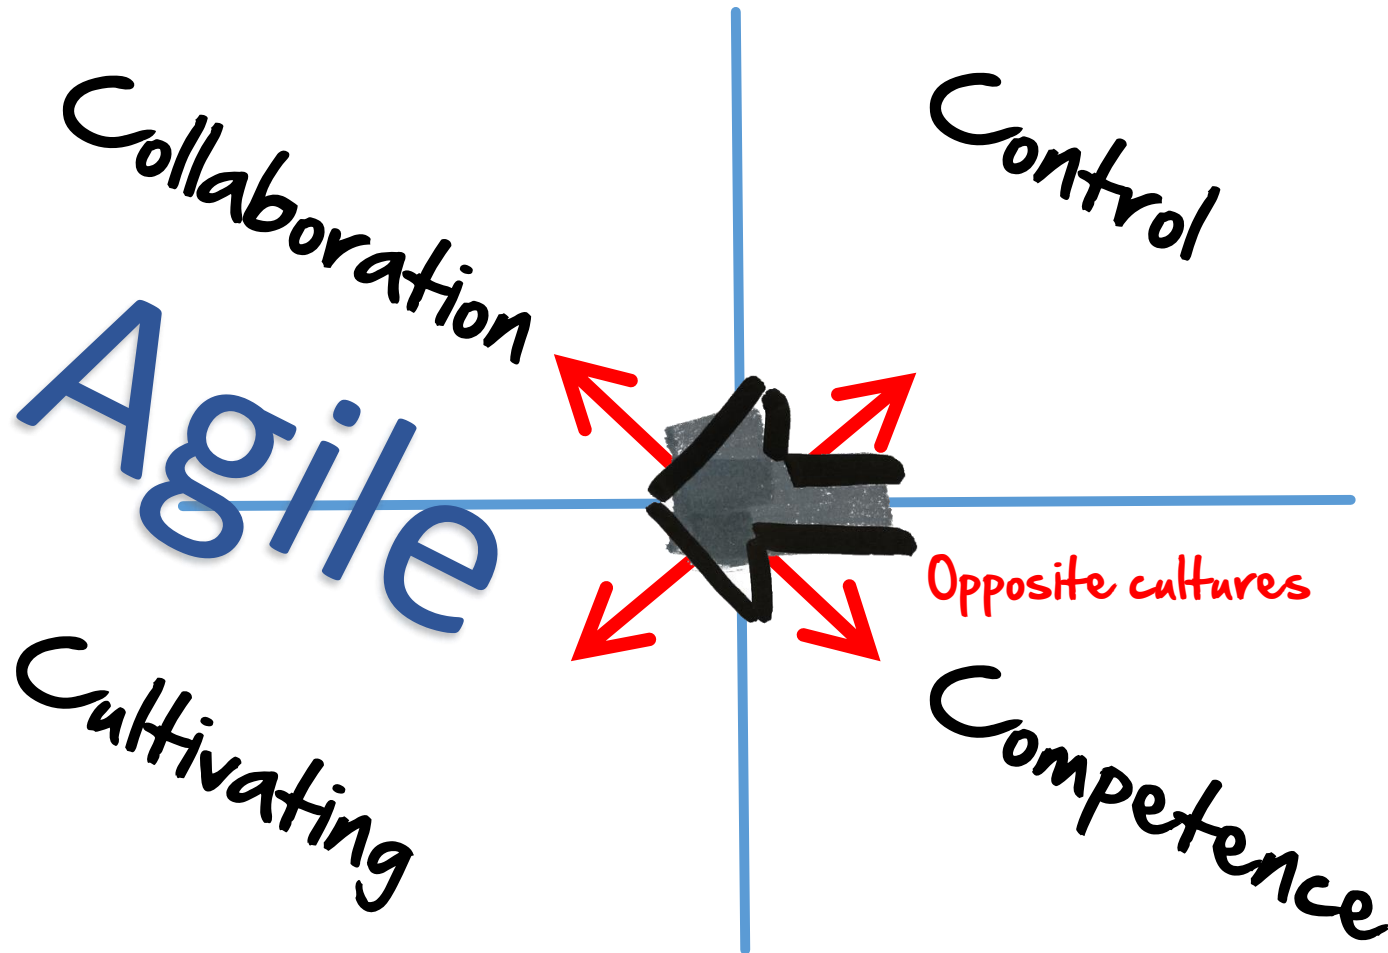 Collaboration
Control
Agile
Opposite cultures
Cultivating
Competence